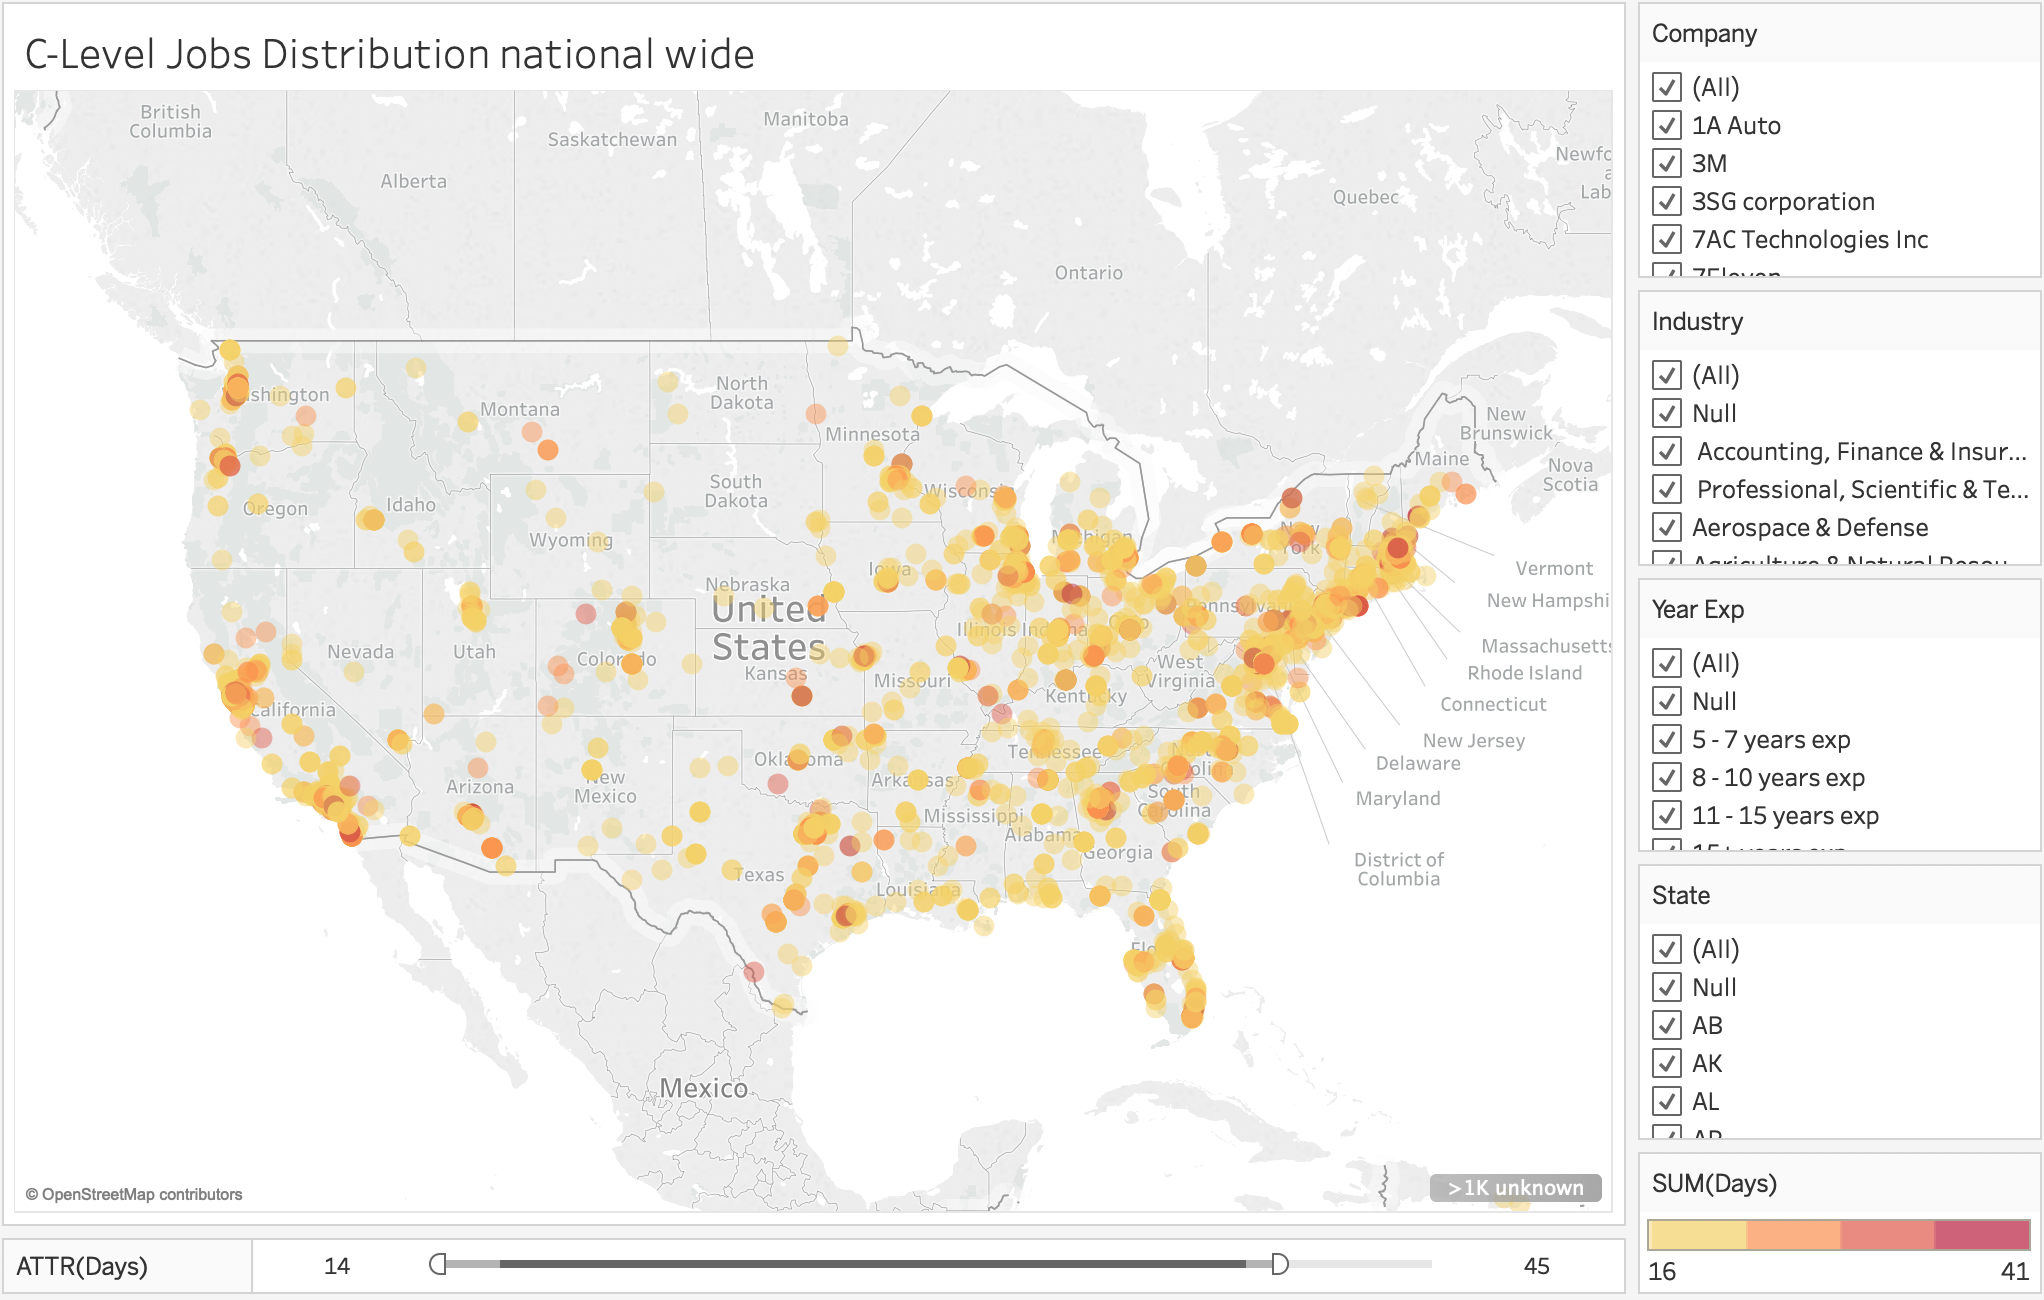 C-Level Jobs Distribution national wide
British
Columbia
Alberta
Saskatchewan
Manitoba
Ontario
Quebec
Newfo
a
Lab
New
Brunswick
Nova
Scotia
Maine
shington
Montana
North
Dakota
Minnesota
South
Dakota
Wisconsi
Michigan
New
York
Oregon
Idaho
Wyoming
Nebraska
Iowa
United
States
Illinois
Indiana
Ohio
Pennsylvan
Nevada
Utah
Colorado
Kansas
Missouri
West
Virginia
Kentucky
California
Arizona
New
Mexico
Oklahoma
Arkansas
Tennessee
North
Carolina
South
Carolina
Mississippi
Alabama
Georgia
Texas
Louisiana
Flo
Mexico
Vermont
New Hampshi
Massachusetts
Rhode Island
Connecticut
New Jersey
Delaware
Maryland
District of
Columbia
© OpenStreetMap contributors
>1K unknown
ATTR(Days)
14
45
Company
(All)
1A Auto
3M
3SG corporation
7AC Technologies Inc
7Eleven
Industry
(All)
Null
Accounting, Finance & Insur...
Professional, Scientific & Te...
Aerospace & Defense
Agriculture & Natural Resou
Year Exp
(All)
Null
5 - 7 years exp
8 - 10 years exp
11 - 15 years exp
15+ years exp
State
(All)
Null
AB
AK
AL
AR
SUM(Days)
16
41